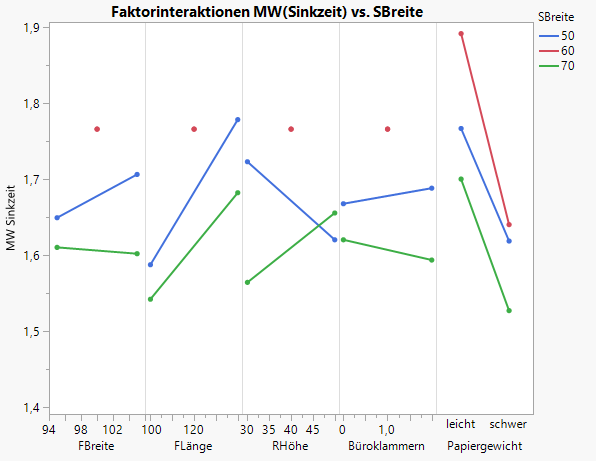 Faktorinteraktionen MW(Sinkzeit) vs. SBreite
SBreite
50
60
70
MW Sinkzeit
1,9
1,8
1,7
1,6
1,5
1,4
94 98 102 100 120 30 35 40 45 0 1,0 leicht schwer
FBreite FLänge RHöhe Büroklammern Papiergewicht